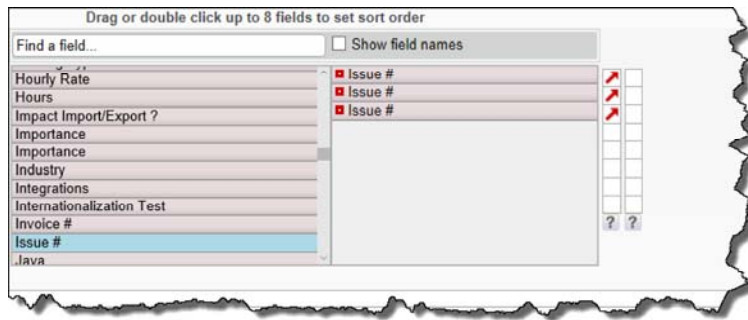 Drag or double click up to 8 fields to set sort order
Find a field...
Show field names
Hourly Rate
Hours
Impact Import/Export ?
Importance
Importance
Industry
Integrations
Internationalization Test
Invoice #
Issue #
Java
Issue #
Issue #
Issue #
? ?